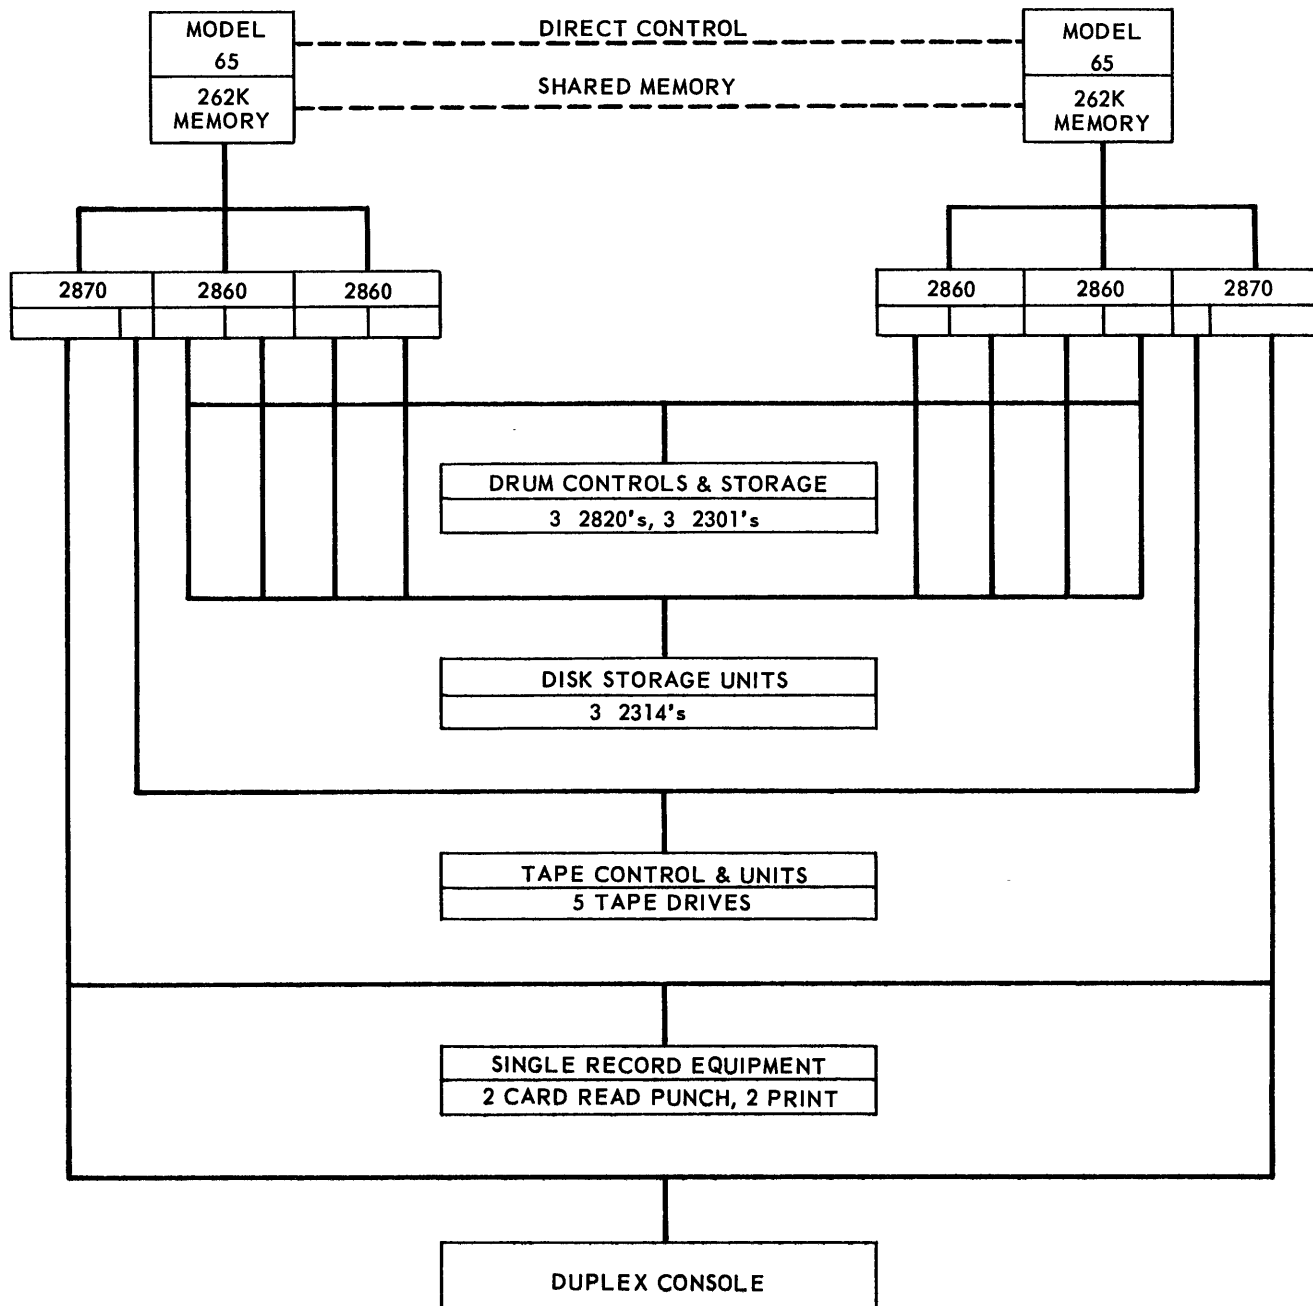 MODEL
65
262K
MEMORY
DIRECT CONTROL
SHARED MEMORY
MODEL
65
262K
MEMORY
2870 2860 2860
2860 2860 2870
DRUM CONTROLS & STORAGE
3 2820's, 3 2301's
DISK STORAGE UNITS
3 2314's
TAPE CONTROL & UNITS
5 TAPE DRIVES
SINGLE RECORD EQUIPMENT
2 CARD READ PUNCH, 2 PRINT
DUPLEX CONSOLE